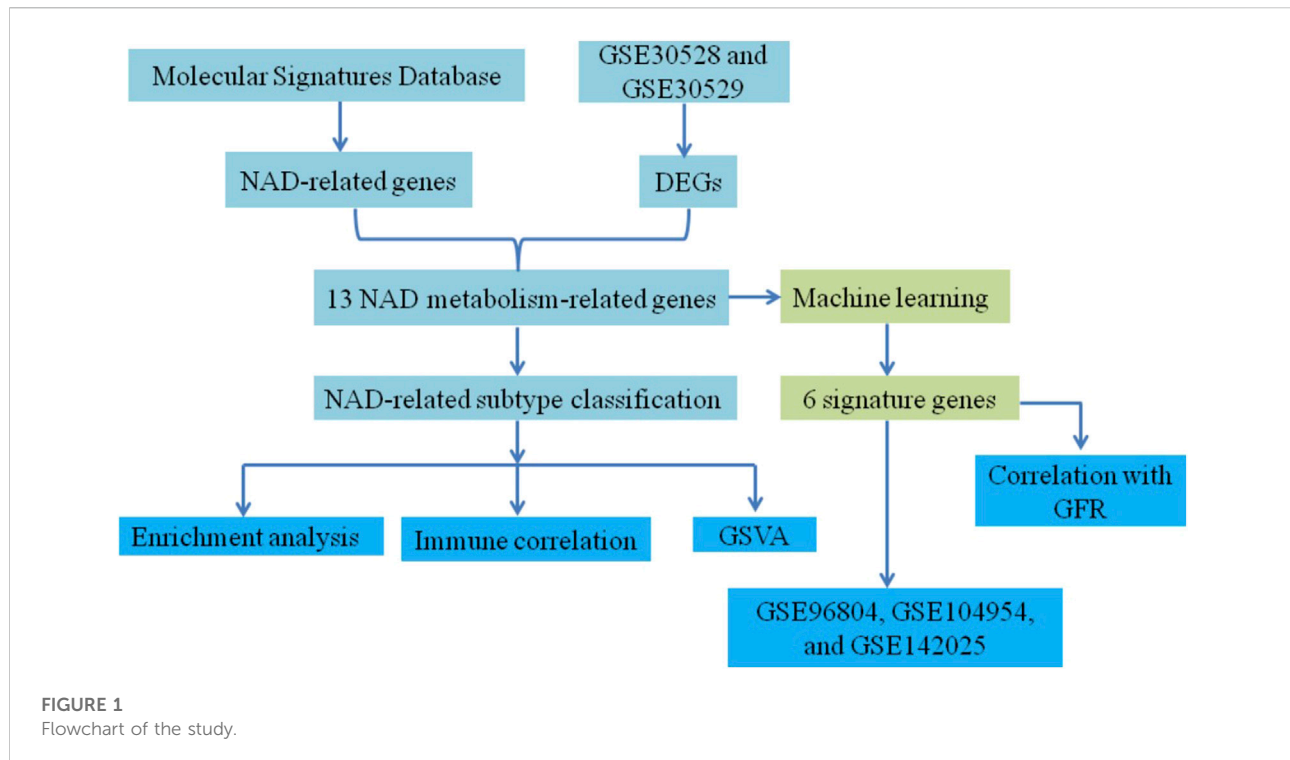 Molecular Signatures Database
GSE30528 and
GSE30529
NAD-related genes
DEGs
13 NAD metabolism-related genes
Machine learning
NAD-related subtype classification
6 signature genes
Correlation with
GFR
Enrichment analysis
Immune correlation
GSVA
GSE96804, GSE104954,
and GSE142025
FIGURE 1
Flowchart of the study.